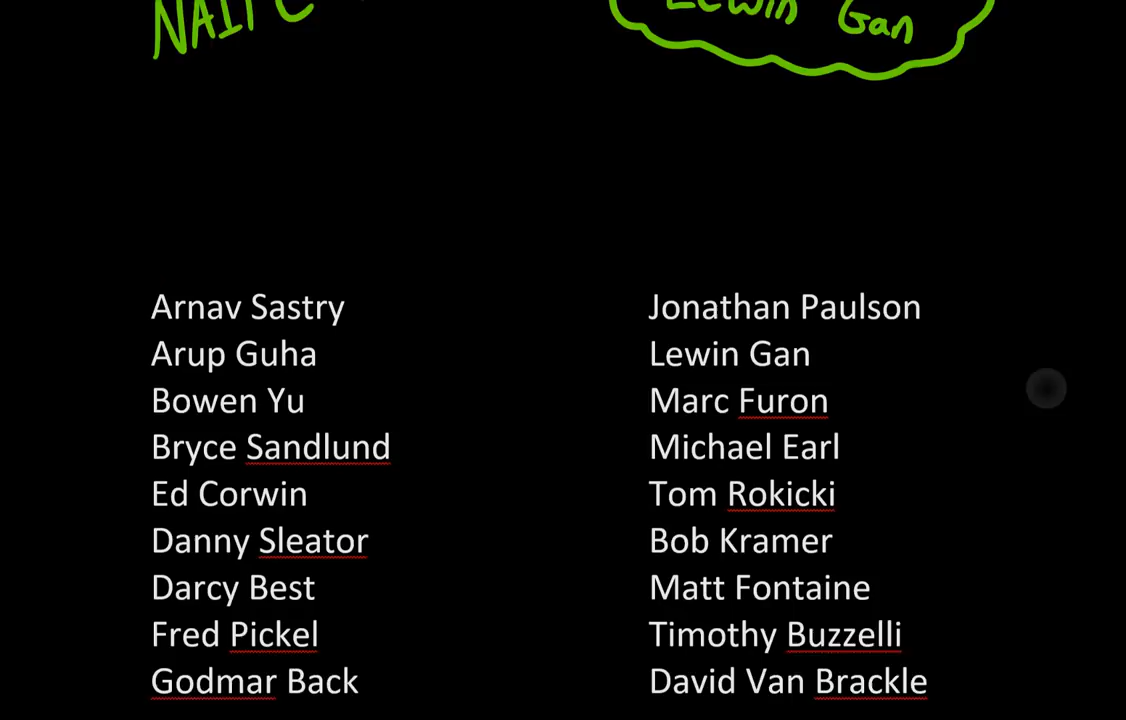 NAIPC
Lewin Gan
Arnav Sastry
Arup Guha
Bowen Yu
Bryce Sandlund
Ed Corwin
Danny Sleator
Darcy Best
Fred Pickel
Godmar Back
Jonathan Paulson
Lewin Gan
Marc Furon
Michael Earl
Tom Rokicki
Bob Kramer
Matt Fontaine
Timothy Buzzelli
David Van Brackle